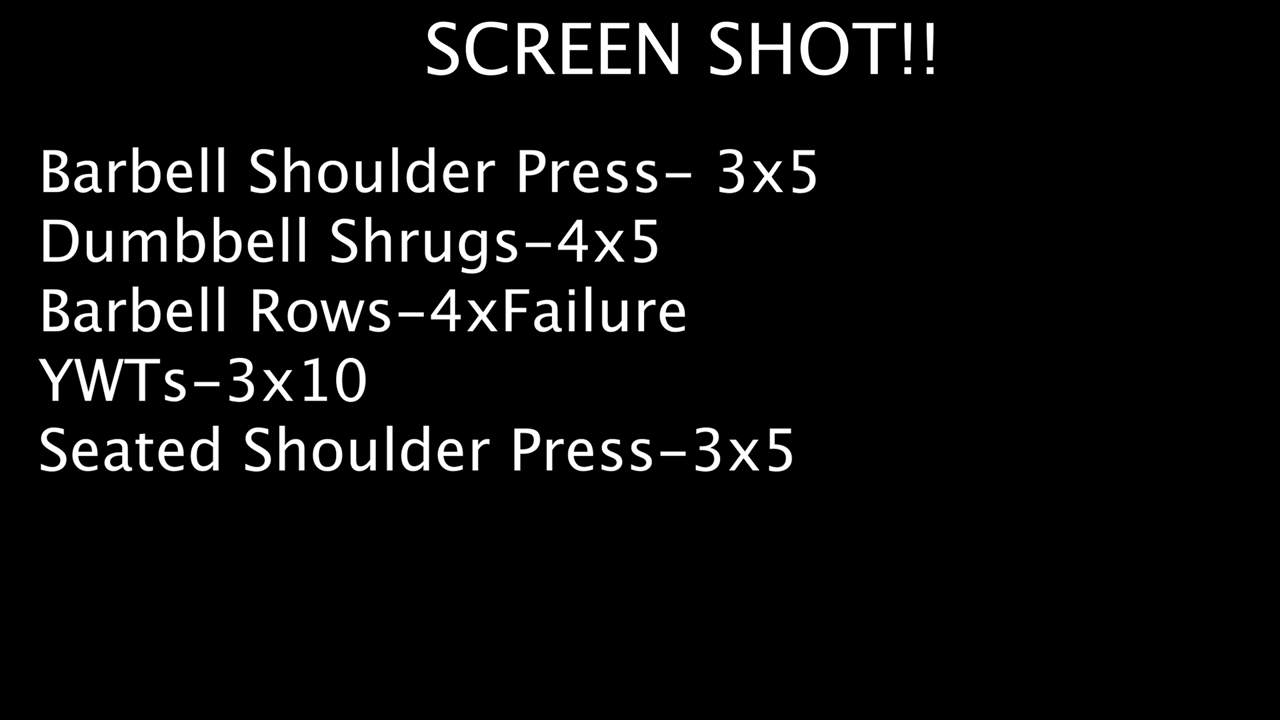 SCREEN SHOT!!
Barbell Shoulder Press- 3x5
Dumbbell Shrugs-4x5
Barbell Rows-4xFailure
YWTs-3x10
Seated Shoulder Press-3x5